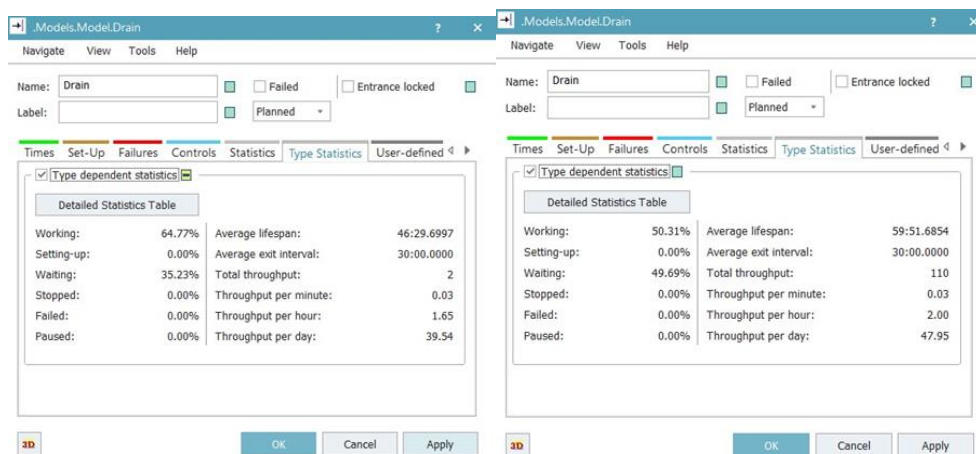 .Models.Model.Drain ? ×
Navigate View Tools Help
Name: Drain Failed Entrance locked
Label: Planned
Times Set-Up Failures Controls Statistics Type Statistics User-defined
Type dependent statistics
Detailed Statistics Table
Working: 64.77% Average lifespan: 46:29.6997
Setting-up: 0.00% Average exit interval: 30:00.0000
Waiting: 35.23% Total throughput: 2
Stopped: 0.00% Throughput per minute: 0.03
Failed: 0.00% Throughput per hour: 1.65
Paused: 0.00% Throughput per day: 39.54
3D OK Cancel Apply
.Models.Model.Drain ? ×
Navigate View Tools Help
Name: Drain Failed Entrance locked
Label: Planned
Times Set-Up Failures Controls Statistics Type Statistics User-defined
Type dependent statistics
Detailed Statistics Table
Working: 50.31% Average lifespan: 59:51.6854
Setting-up: 0.00% Average exit interval: 30:00.0000
Waiting: 49.69% Total throughput: 110
Stopped: 0.00% Throughput per minute: 0.03
Failed: 0.00% Throughput per hour: 2.00
Paused: 0.00% Throughput per day: 47.95
3D OK Cancel Apply